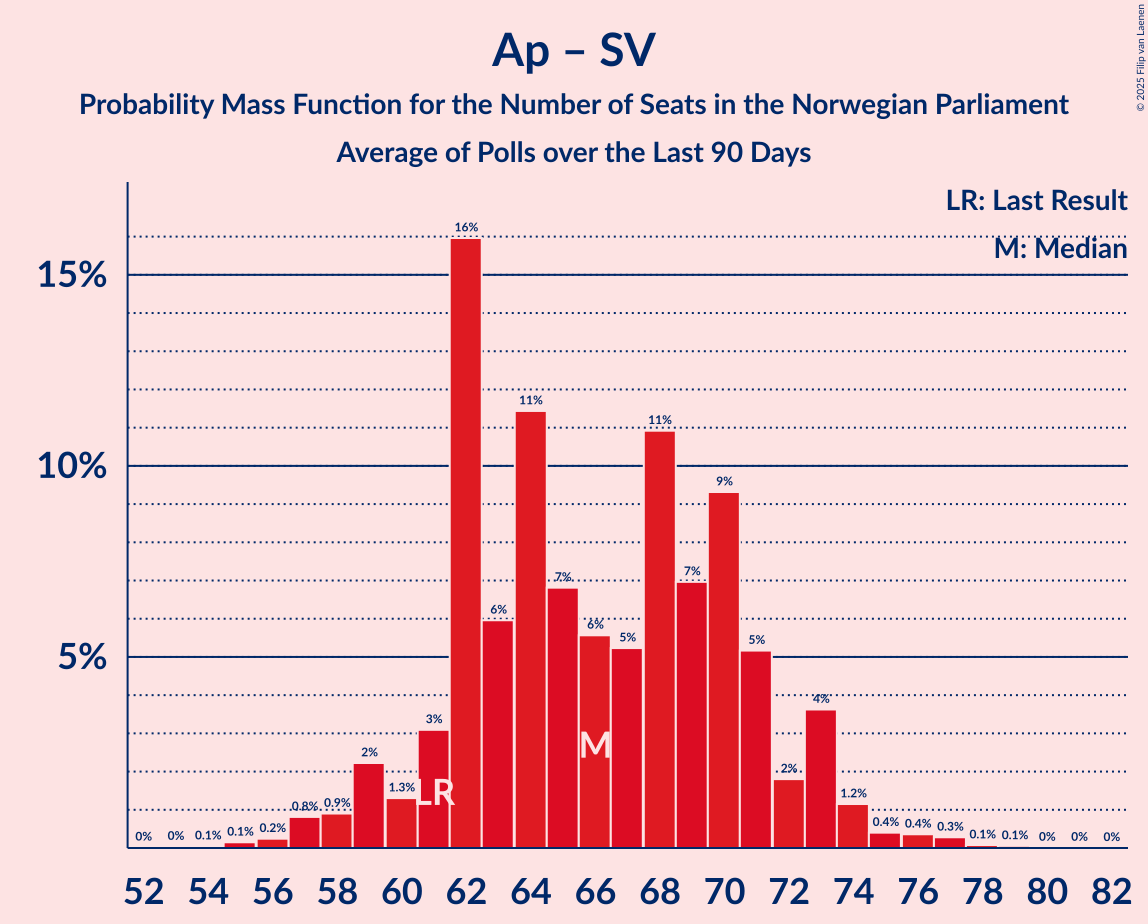 Ap – SV
Probability Mass Function for the Number of Seats in the Norwegian Parliament
Average of Polls over the Last 90 Days
© 2025 Filip van Laenen
LR: Last Result
M: Median
15%
10%
5%
0% 0% 0.1% 0.1% 0.2% 0.8% 0.9% 2% 1.3% 3% 16% 6% 11% 7% 6% 5% 11% 7% 9% 5% 2% 4% 1.2% 0.4% 0.4% 0.3% 0.1% 0.1% 0% 0% 0%
LR
M
52 54 56 58 60 62 64 66 68 70 72 74 76 78 80 82